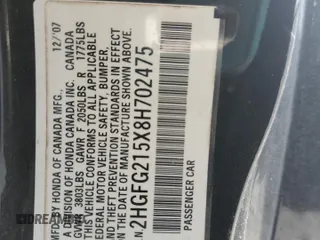 MFD BY HONDA OF CANADA MFG. 12/07
A DIVISION OF HONDA CANADA INC. CANADA
GVWR 3803LBS GAWR F 2050LBS R 1775LBS
THIS VEHICLE CONFORMS TO ALL APPLICABLE
FEDERAL MOTOR VEHICLE SAFETY, BUMPER,
AND THEFT PREVENTION STANDARDS IN EFFECT
ON THE DATE OF MANUFACTURE SHOWN ABOVE.
2HGFG215X8H702475
PASSENGER CAR
DREAMRIDE